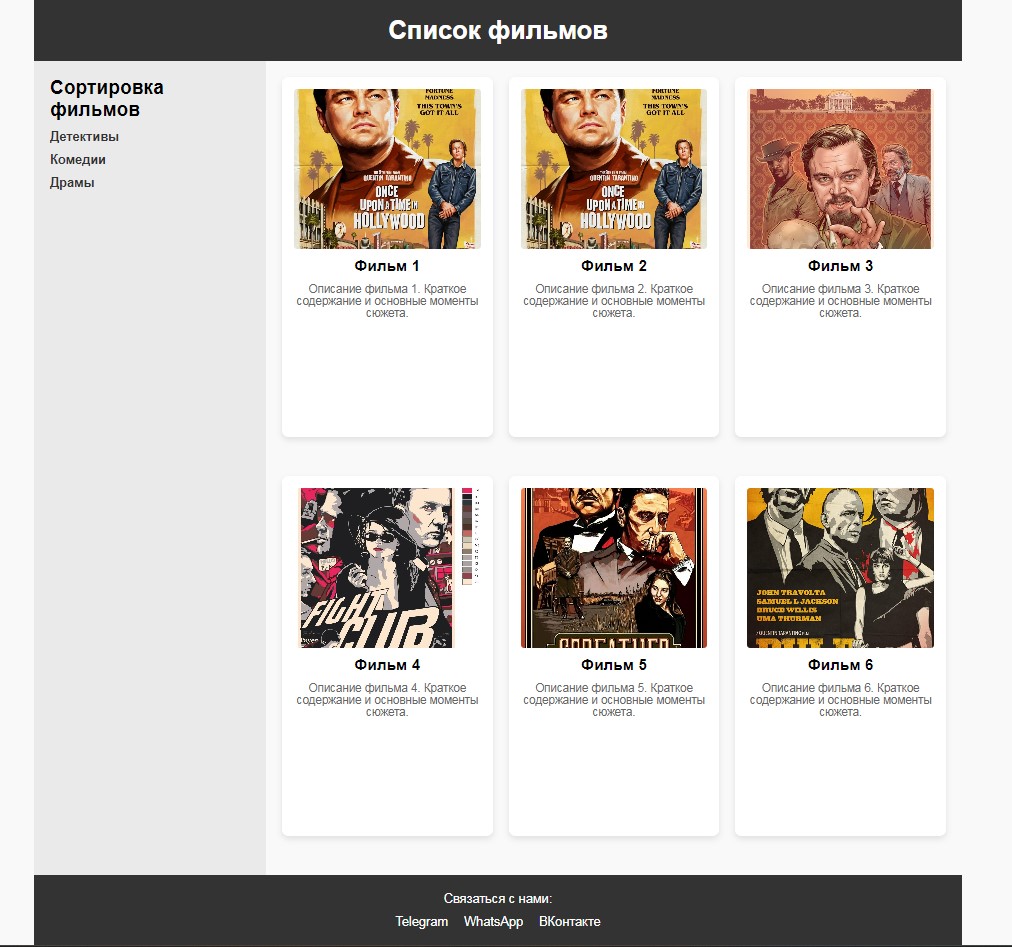 Список фильмов
Сортировка
фильмов
Детективы
Комедии
Драмы
FORTUNE
MADNESS
THIS TOWN'S
GOT IT ALL
QUENTIN TARANTINO
ONCE
UPON A TIME IN
HOLLYWOOD
Фильм 1
Описание фильма 1. Краткое
содержание и основные моменты
сюжета.
FORTUNE
MADNESS
THIS TOWN'S
GOT IT ALL
QUENTIN TARANTINO
ONCE
UPON A TIME IN
HOLLYWOOD
Фильм 2
Описание фильма 2. Краткое
содержание и основные моменты
сюжета.
Фильм 3
Описание фильма 3. Краткое
содержание и основные моменты
сюжета.
FIGHT
CLUB
Фильм 4
Описание фильма 4. Краткое
содержание и основные моменты
сюжета.
GODFATHER
Фильм 5
Описание фильма 5. Краткое
содержание и основные моменты
сюжета.
JOHN TRAVOLTA
SAMUEL L JACKSON
BRUCE WILLIS
UMA THURMAN
Фильм 6
Описание фильма 6. Краткое
содержание и основные моменты
сюжета.
Связаться с нами:
Telegram WhatsApp ВКонтакте